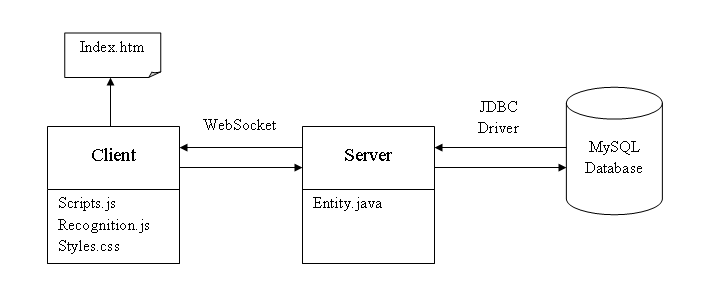 Index.htm
Client
Scripts.js
Recognition.js
Styles.css
WebSocket
Server
Entity.java
JDBC
Driver
MySQL
Database